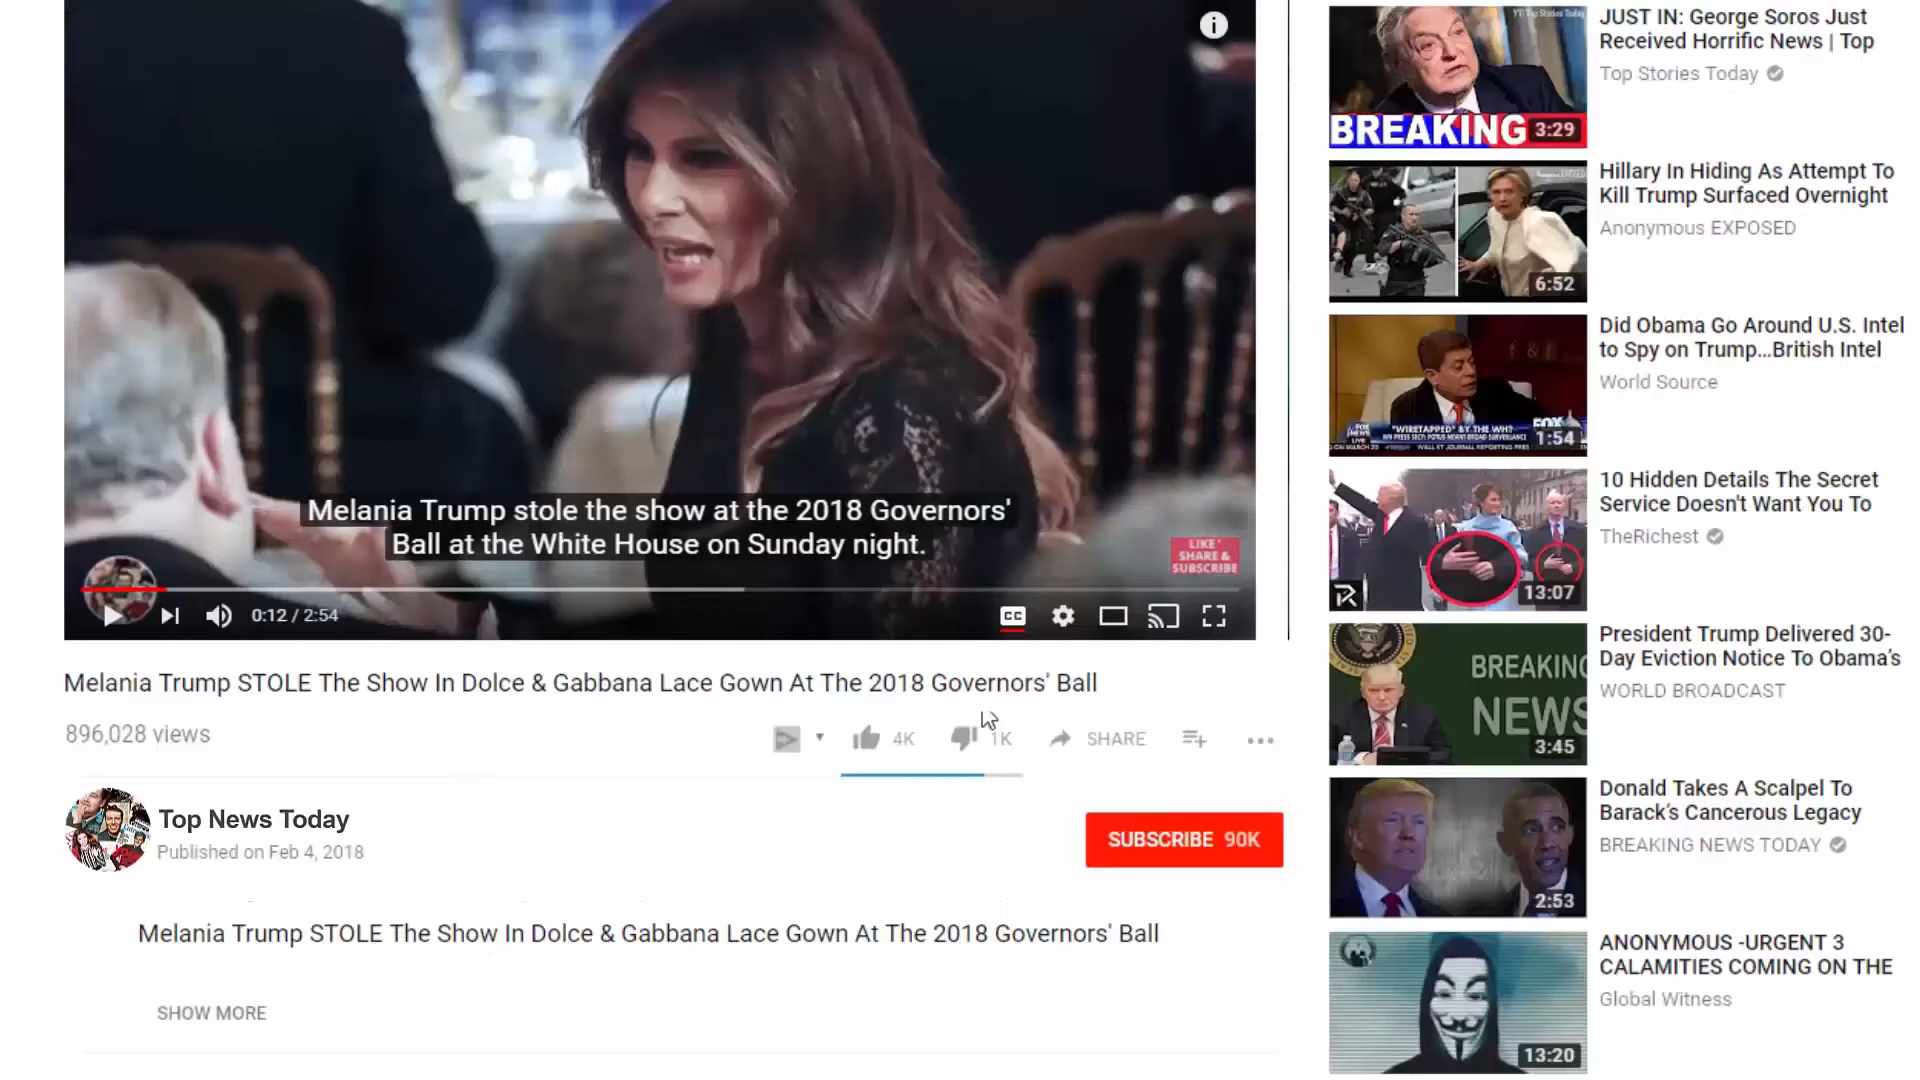 Melania Trump stole the show at the 2018 Governors'
Ball at the White House on Sunday night.
LIKE
SHARE &
SUBSCRIBE
0:12 / 2:54
CC
Melania Trump STOLE The Show In Dolce & Gabbana Lace Gown At The 2018 Governors' Ball
896,028 views
4K
1K
SHARE
Top News Today
Published on Feb 4, 2018
SUBSCRIBE 90K
Melania Trump STOLE The Show In Dolce & Gabbana Lace Gown At The 2018 Governors' Ball
SHOW MORE
BREAKING
3:29
JUST IN: George Soros Just
Received Horrific News | Top
Top Stories Today
6:52
Hillary In Hiding As Attempt To
Kill Trump Surfaced Overnight
Anonymous EXPOSED
"WIRETAPPED" BY THE WH?
1:54
Did Obama Go Around U.S. Intel
to Spy on Trump...British Intel
World Source
13:07
10 Hidden Details The Secret
Service Doesn't Want You To
TheRichest
BREAKING
NEWS
3:45
President Trump Delivered 30-
Day Eviction Notice To Obama's
WORLD BROADCAST
2:53
Donald Takes A Scalpel To
Barack's Cancerous Legacy
BREAKING NEWS TODAY
13:20
ANONYMOUS -URGENT 3
CALAMITIES COMING ON THE
Global Witness